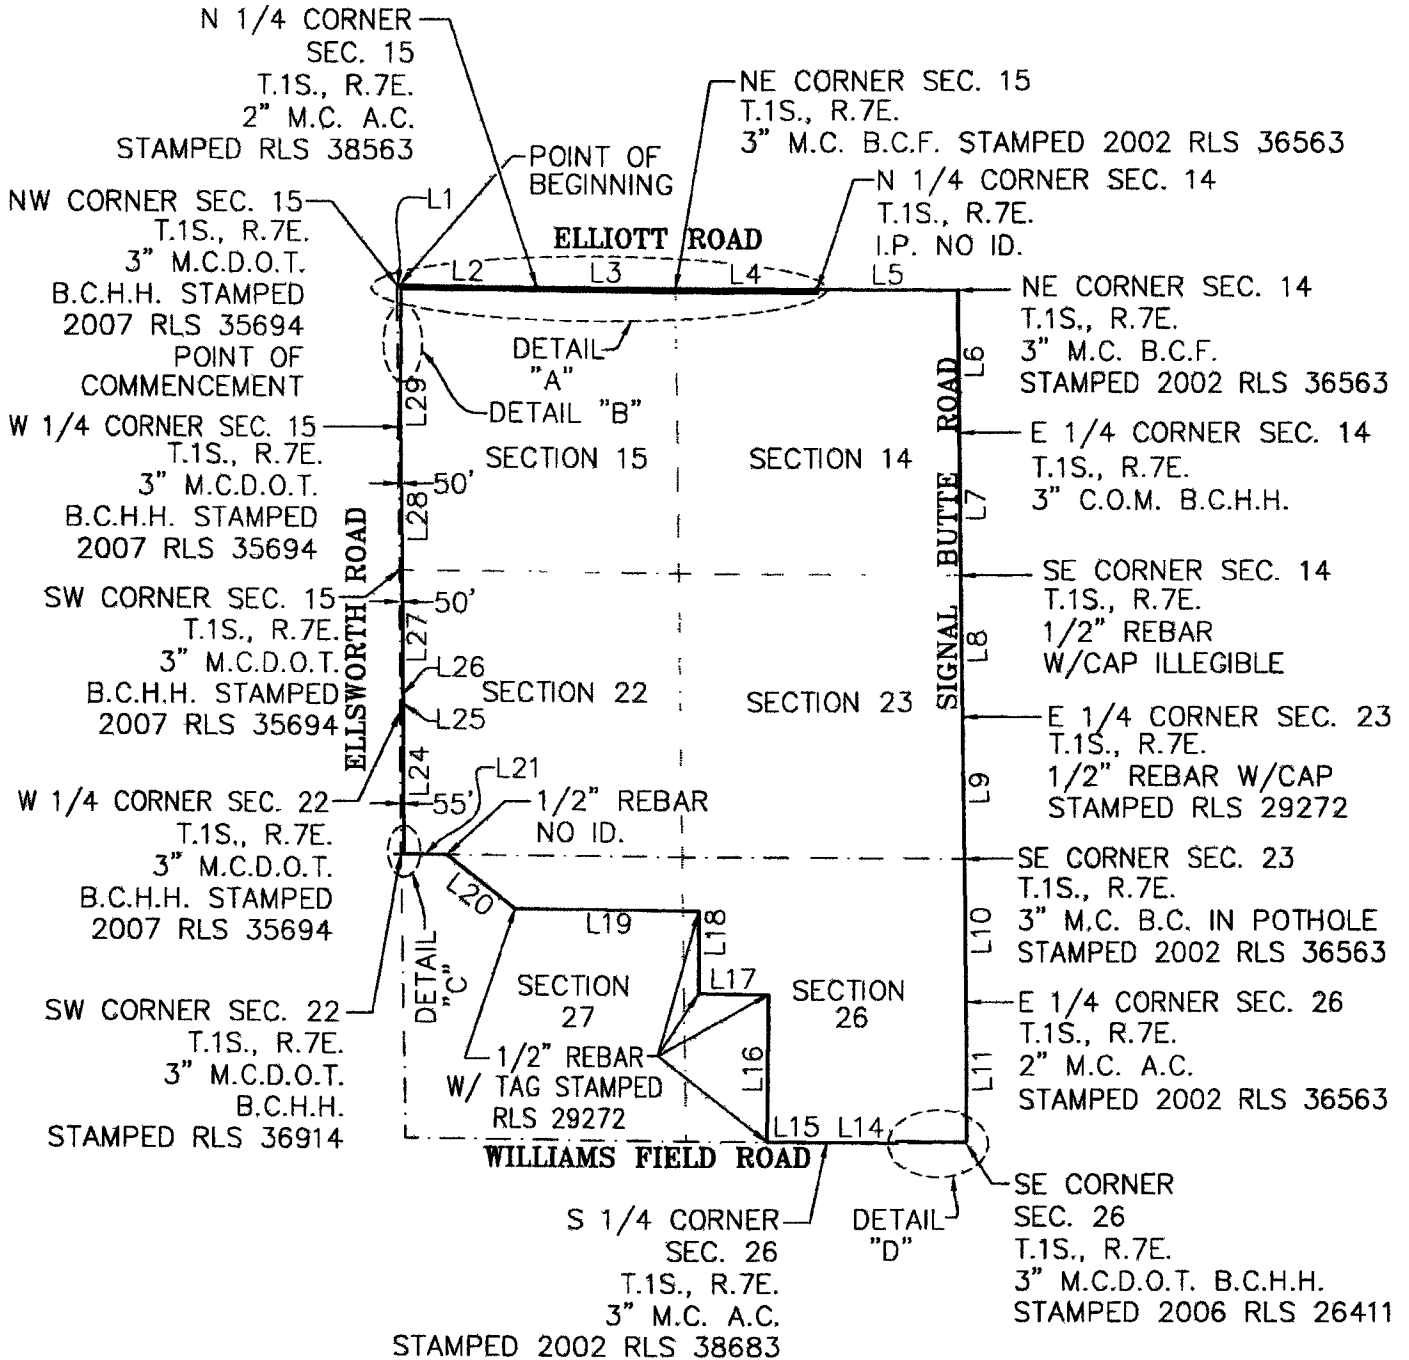 N 1/4 CORNER
SEC. 15
T.1S., R.7E.
2" M.C. A.C.
STAMPED RLS 38563
NE CORNER SEC. 15
T.1S., R.7E.
3" M.C. B.C.F. STAMPED 2002 RLS 36563
POINT OF
BEGINNING
N 1/4 CORNER SEC. 14
T.1S., R.7E.
I.P. NO ID.
NW CORNER SEC. 15
T.1S., R.7E.
3" M.C.D.O.T.
B.C.H.H. STAMPED
2007 RLS 35694
POINT OF
COMMENCEMENT
L1
ELLIOTT ROAD
L2
L3
L4
L5
NE CORNER SEC. 14
T.1S., R.7E.
3" M.C. B.C.F.
STAMPED 2002 RLS 36563
DETAIL
"A"
DETAIL "B"
L29
L6
W 1/4 CORNER SEC. 15
T.1S., R.7E.
3" M.C.D.O.T.
B.C.H.H. STAMPED
2007 RLS 35694
SECTION 15
SECTION 14
E 1/4 CORNER SEC. 14
T.1S., R.7E.
3" C.O.M. B.C.H.H.
50'
L28
L7
SIGNAL BUTTE ROAD
ELLSWORTH ROAD
SW CORNER SEC. 15
T.1S., R.7E.
3" M.C.D.O.T.
B.C.H.H. STAMPED
2007 RLS 35694
50'
L27
L26
L25
SECTION 22
SECTION 23
SE CORNER SEC. 14
T.1S., R.7E.
1/2" REBAR
W/CAP ILLEGIBLE
L8
E 1/4 CORNER SEC. 23
T.1S., R.7E.
1/2" REBAR W/CAP
STAMPED RLS 29272
L9
L24
L21
55'
1/2" REBAR
NO ID.
W 1/4 CORNER SEC. 22
T.1S., R.7E.
3" M.C.D.O.T.
B.C.H.H. STAMPED
2007 RLS 35694
SE CORNER SEC. 23
T.1S., R.7E.
3" M.C. B.C. IN POTHOLE
STAMPED 2002 RLS 36563
L20
L19
L18
L17
L10
DETAIL
"C"
SECTION
27
SECTION
26
SW CORNER SEC. 22
T.1S., R.7E.
3" M.C.D.O.T.
B.C.H.H.
STAMPED RLS 36914
E 1/4 CORNER SEC. 26
T.1S., R.7E.
2" M.C. A.C.
STAMPED 2002 RLS 36563
1/2" REBAR
W/ TAG STAMPED
RLS 29272
L16
L11
L15
L14
WILLIAMS FIELD ROAD
S 1/4 CORNER
SEC. 26
T.1S., R.7E.
3" M.C. A.C.
STAMPED 2002 RLS 38683
DETAIL
"D"
SE CORNER
SEC. 26
T.1S., R.7E.
3" M.C.D.O.T. B.C.H.H.
STAMPED 2006 RLS 26411